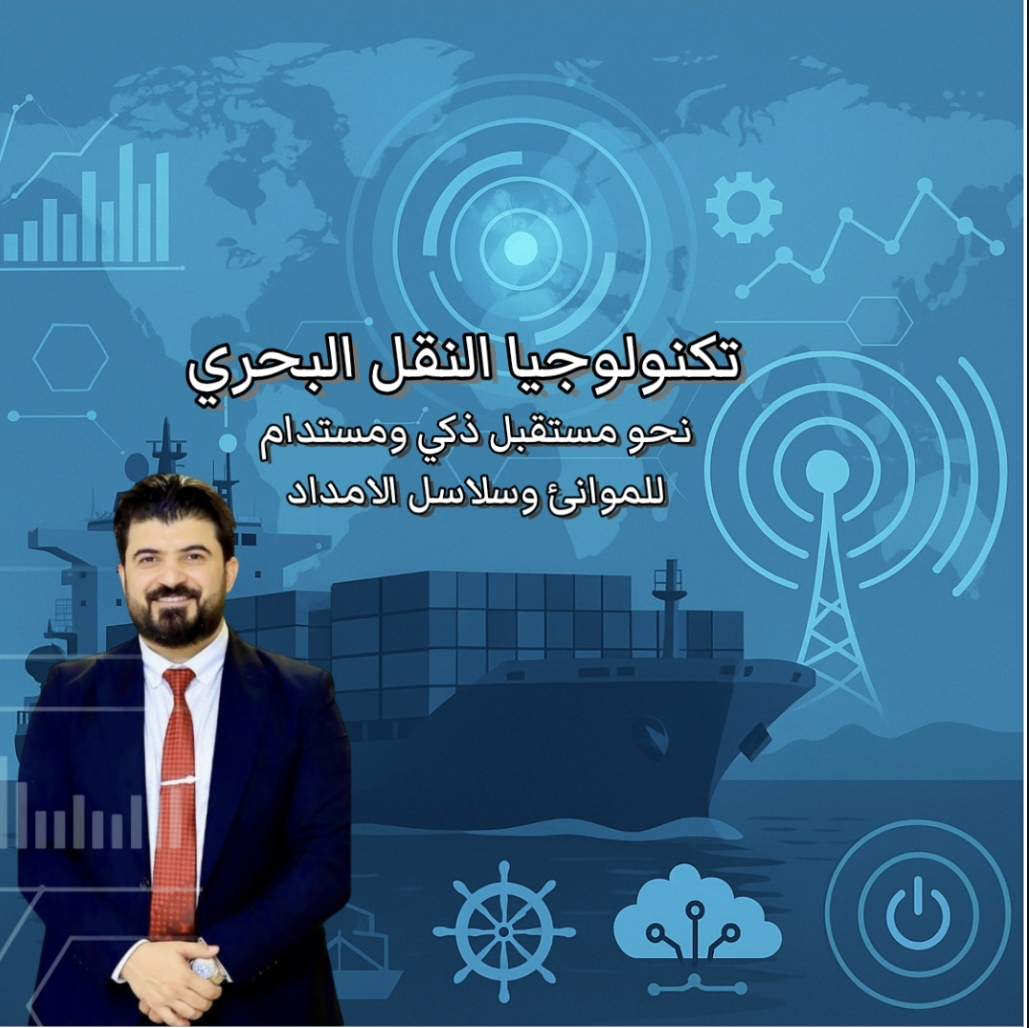 تكنولوجيا النقل البحري
نحو مستقبل ذكي ومستدام
للموانئ وسلاسل الامداد